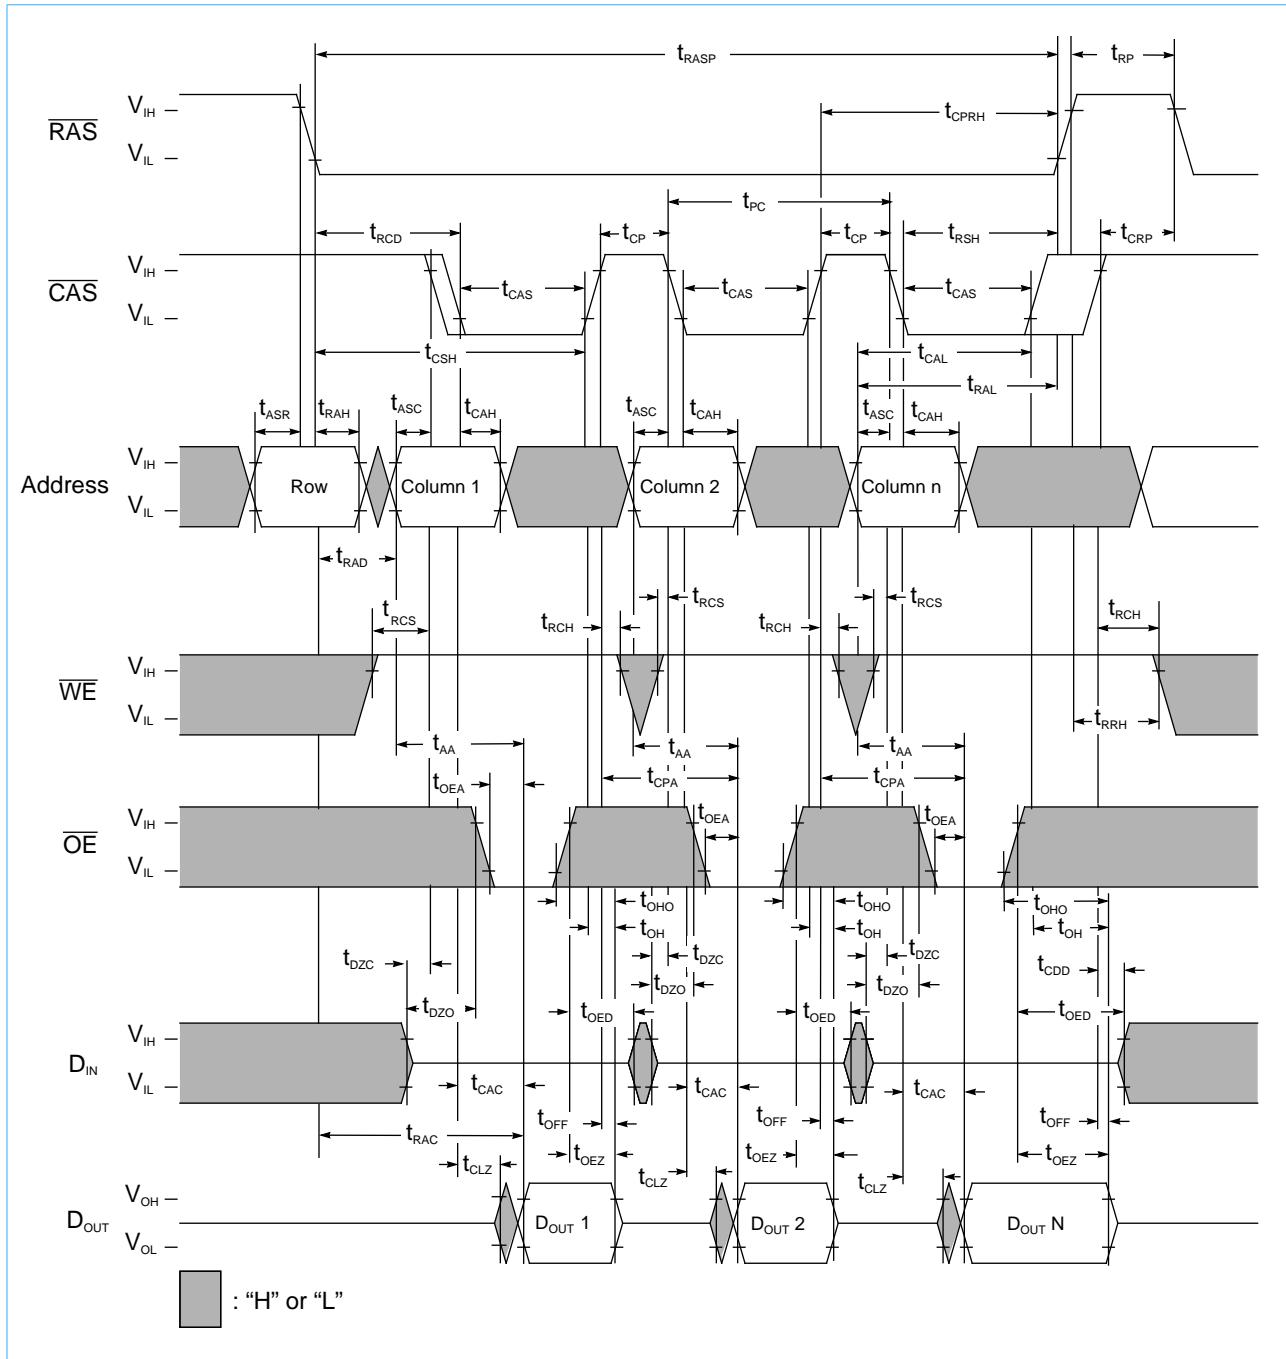 tRASP
tRP
VIH
tCPRH
RAS
VIL
tPC
tRCD
tCP
tCP
tRSH
tCRP
VIH
CAS
tCAS
tCAS
tCAS
VIL
tCSH
tCAL
tRAL
tASR
tRAH
tASC
tCAH
tASC
tCAH
tASC
tCAH
VIH
Address
Row
Column 1
Column 2
Column n
VIL
tRAD
tRCS
tRCS
tRCS
tRCH
tRCH
tRCH
VIH
WE
VIL
tRRH
tAA
tAA
tAA
tOEA
tCPA
tCPA
VIH
tOEA
tOEA
OE
VIL
tOHO
tOHO
tOHO
tOH
tOH
tOH
tDZC
tDZC
tDZC
tCDD
tDZO
tDZO
tDZO
tOED
tOED
tOED
VIH
DIN
VIL
tCAC
tCAC
tCAC
tOFF
tOFF
tOFF
tRAC
tOEZ
tOEZ
tOEZ
tCLZ
tCLZ
tCLZ
VOH
DOUT
DOUT 1
DOUT 2
DOUT N
VOL
: “H” or “L”